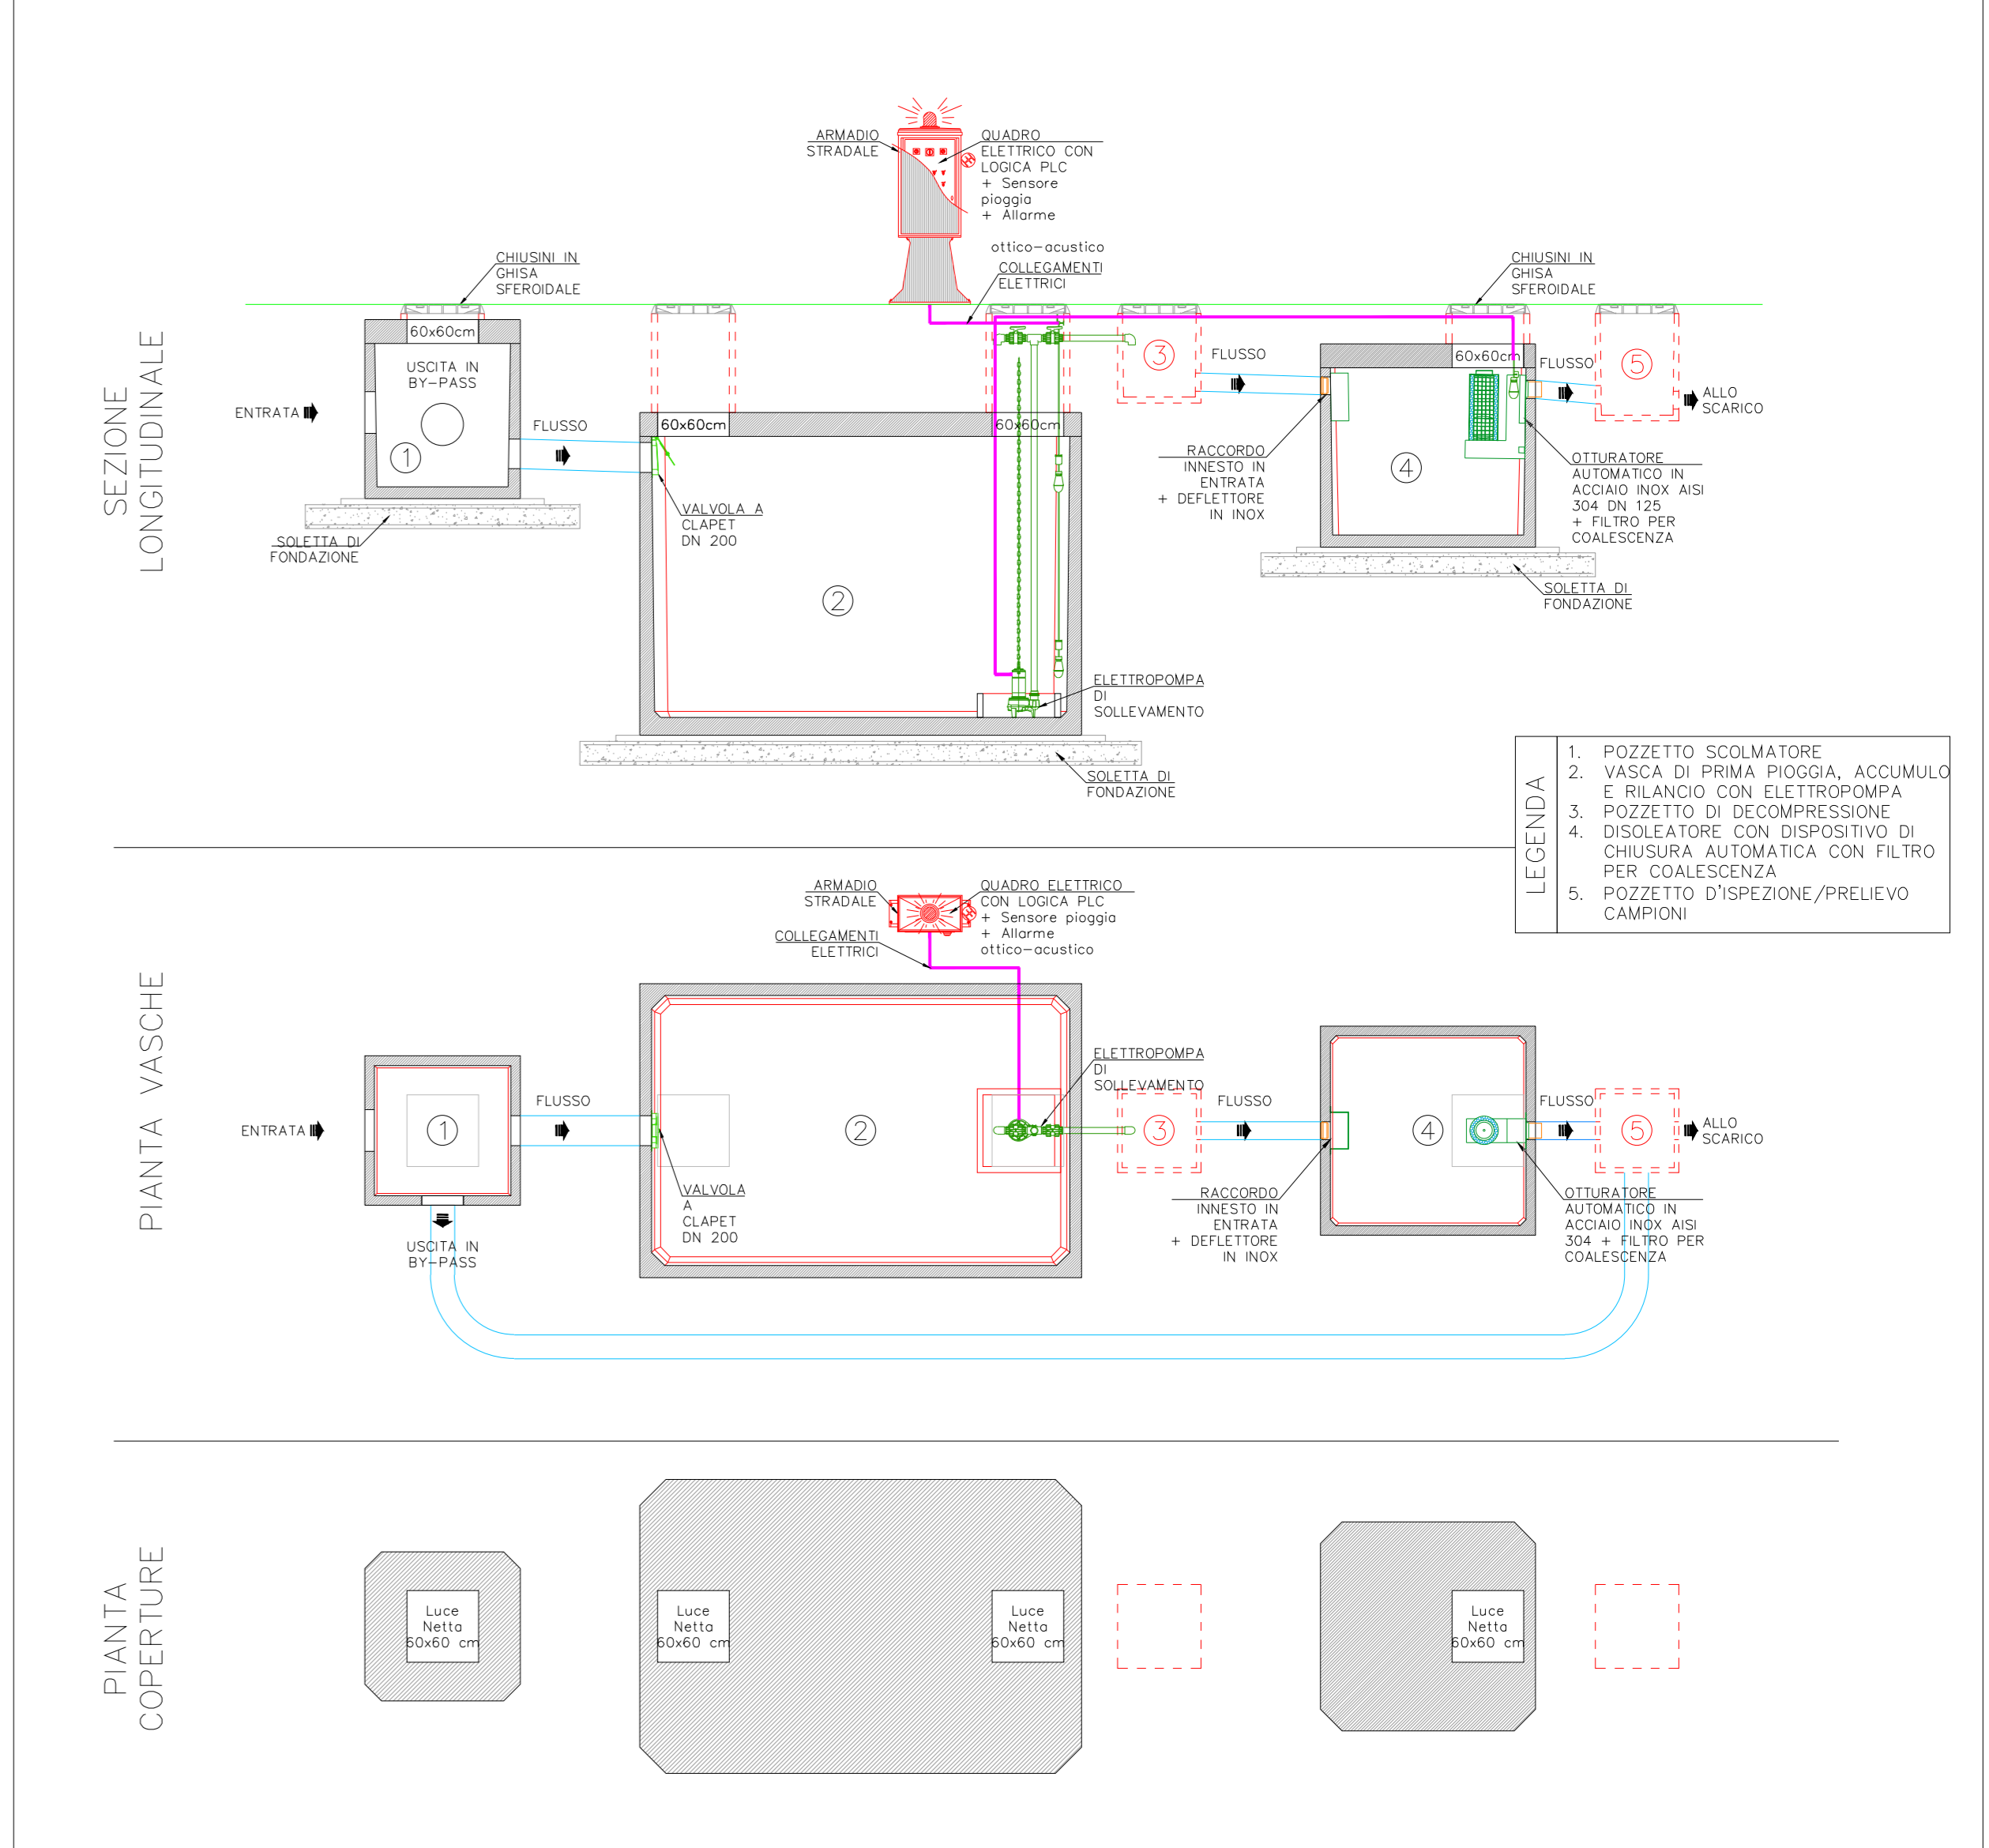 SEZIONE
LONGITUDINALE
ARMADIO
STRADALE
QUADRO
ELETTRICO CON
LOGICA PLC
+ Sensore
pioggia
+ Allarme
ottico-acustico
COLLEGAMENTI
ELETTRICI
CHIUSINI IN
GHISA
SFEROIDALE
CHIUSINI IN
GHISA
SFEROIDALE
60x60cm
USCITA IN
BY-PASS
ENTRATA
1
FLUSSO
SOLETTA DI
FONDAZIONE
60x60cm
60x60cm
VALVOLA A
CLAPET
DN 200
2
ELETTROPOMPA
DI
SOLLEVAMENTO
SOLETTA DI
FONDAZIONE
3
FLUSSO
60x60cm
FLUSSO
5
ALLO
SCARICO
RACCORDO
INNESTO IN
ENTRATA
+ DEFLETTORE
IN INOX
4
OTTURATORE
AUTOMATICO IN
ACCIAIO INOX AISI
304 DN 125
+ FILTRO PER
COALESCENZA
SOLETTA DI
FONDAZIONE
LEGENDA
1. POZZETTO SCOLMATORE
2. VASCA DI PRIMA PIOGGIA, ACCUMULO
E RILANCIO CON ELETTROPOMPA
3. POZZETTO DI DECOMPRESSIONE
4. DISOLEATORE CON DISPOSITIVO DI
CHIUSURA AUTOMATICA CON FILTRO
PER COALESCENZA
5. POZZETTO D'ISPEZIONE/PRELIEVO
CAMPIONI
PIANTA VASCHE
ARMADIO
STRADALE
QUADRO ELETTRICO
CON LOGICA PLC
+ Sensore pioggia
+ Allarme
ottico-acustico
COLLEGAMENTI
ELETTRICI
ENTRATA
1
FLUSSO
USCITA IN
BY-PASS
VALVOLA
A
CLAPET
DN 200
2
ELETTROPOMPA
DI
SOLLEVAMENTO
3
FLUSSO
RACCORDO
INNESTO IN
ENTRATA
+ DEFLETTORE
IN INOX
4
FLUSSO
5
ALLO
SCARICO
OTTURATORE
AUTOMATICO IN
ACCIAIO INOX AISI
304 + FILTRO PER
COALESCENZA
PIANTA
COPERTURE
Luce
Netta
60x60 cm
Luce
Netta
60x60 cm
Luce
Netta
60x60 cm
Luce
Netta
60x60 cm